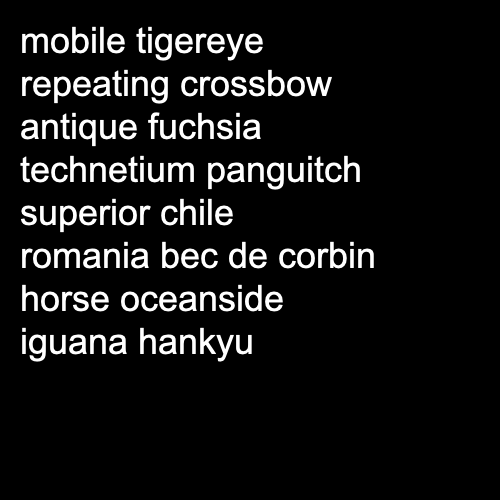 mobile tigereye
repeating crossbow
antique fuchsia
technetium panguitch
superior chile
romania bec de corbin
horse oceanside
iguana hankyu